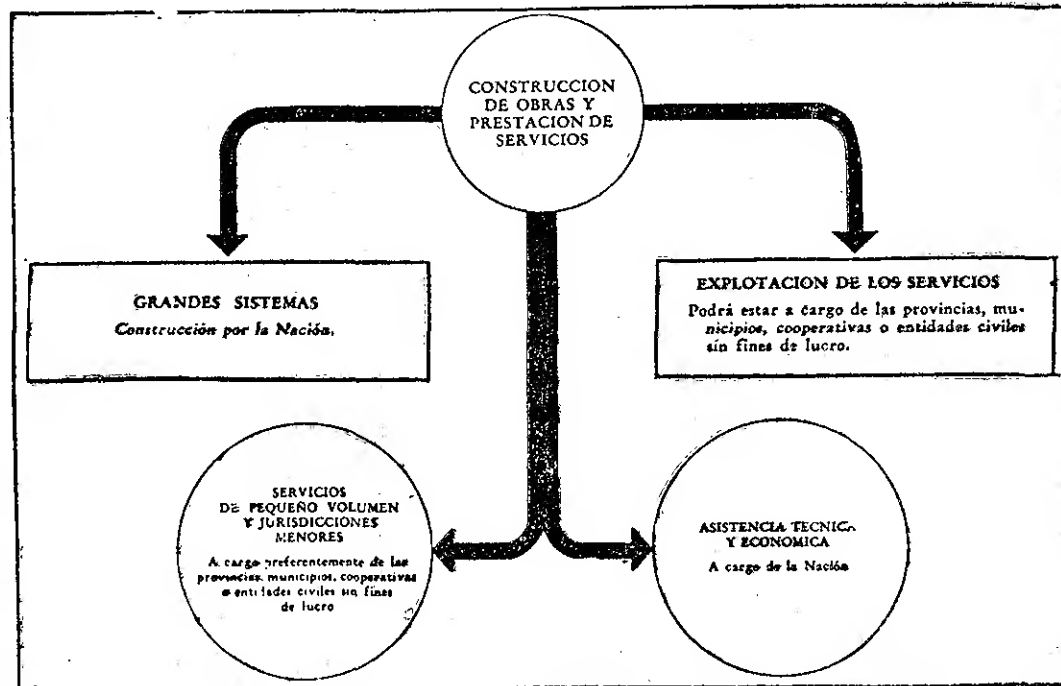 CONSTRUCCION
DE OBRAS Y
PRESTACION DE
SERVICIOS
GRANDES SISTEMAS
Construcción por la Nación.
EXPLOTACION DE LOS SERVICIOS
Podrá estar a cargo de las provincias, mu-
nicipios, cooperativas o entidades civiles
sin fines de lucro.
SERVICIOS
DE PEQUEÑO VOLUMEN
Y JURISDICCIONES
MENORES
A cargo preferentemente de las
provincias, municipios, cooperativas
o entidades civiles sin fines
de lucro
ASISTENCIA TECNICA
Y ECONOMICA
A cargo de la Nación